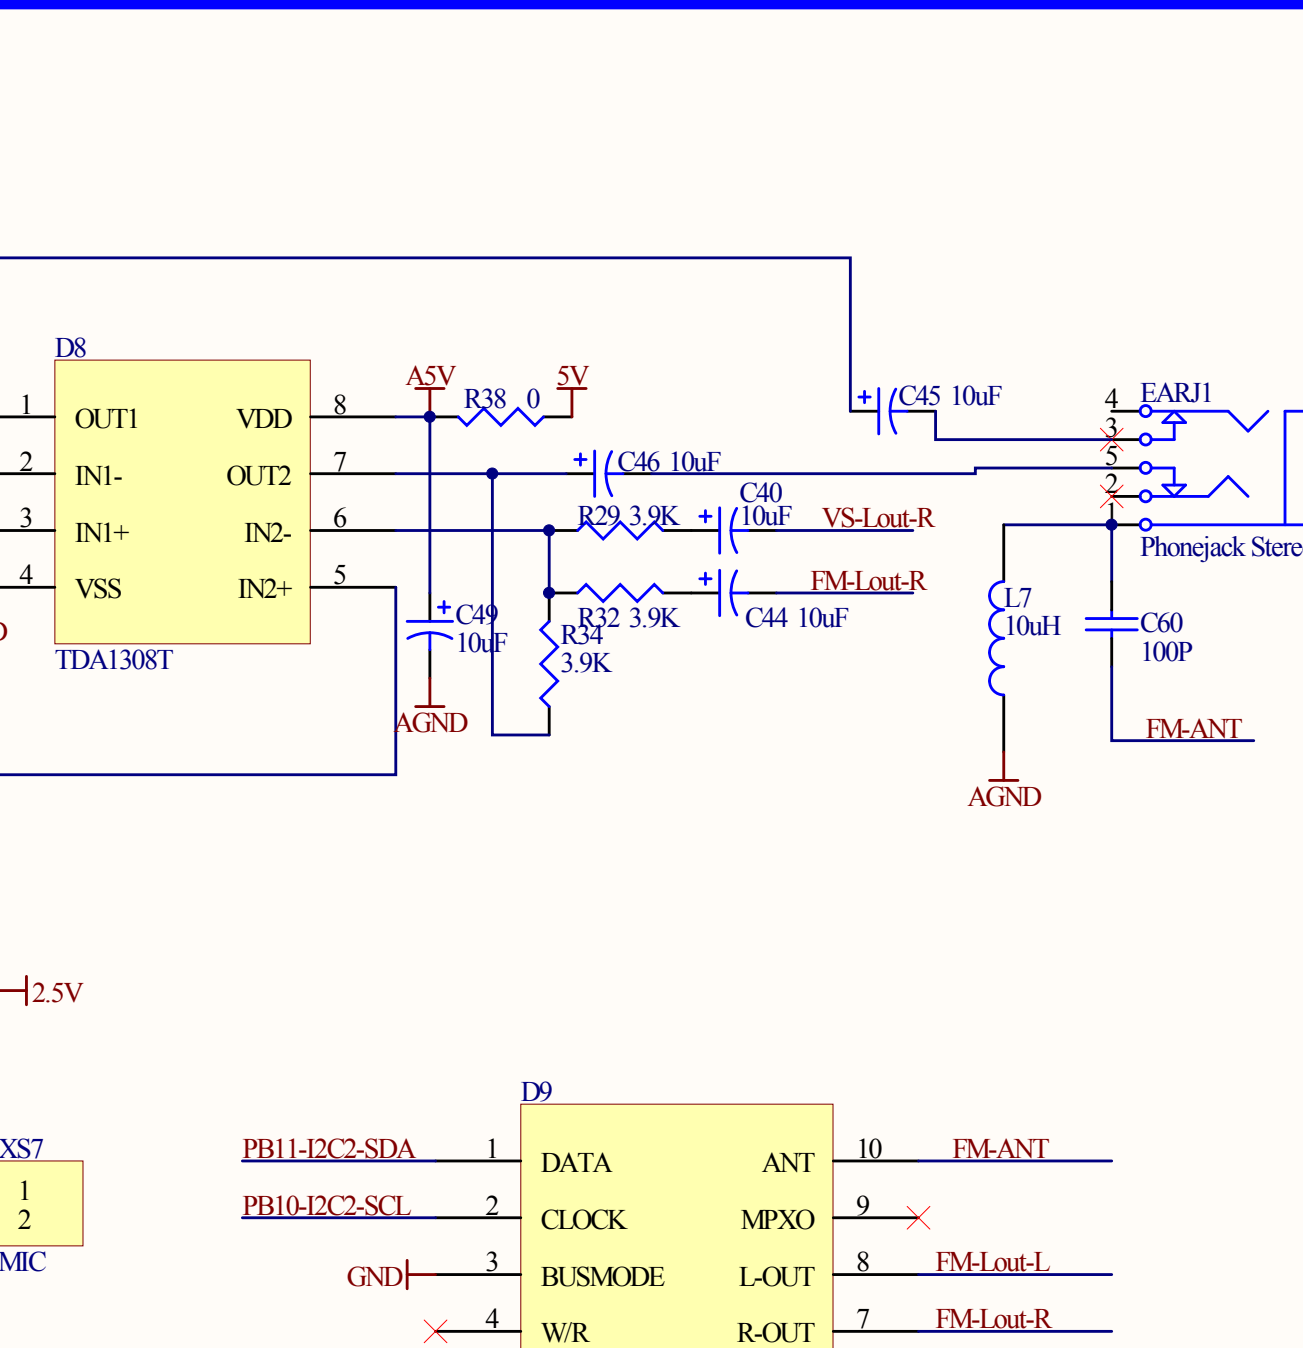 D8
1 OUT1 VDD 8
2 IN1- OUT2 7
3 IN1+ IN2- 6
4 VSS IN2+ 5
TDA1308T
A5V
R38 0
5V
C45 10uF
C46 10uF
C40
10uF
R29 3.9K
VS-Lout-R
FM-Lout-R
R32 3.9K
C44 10uF
C49
10uF
R34
3.9K
AGND
EARJ1
4
3
5
2
1
Phonejack Stere
L7
10uH
C60
100P
FM-ANT
AGND
2.5V
XS7
1
2
MIC
D9
PB11-I2C2-SDA 1 DATA ANT 10 FM-ANT
PB10-I2C2-SCL 2 CLOCK MPXO 9
GND 3 BUSMODE L-OUT 8 FM-Lout-L
4 W/R R-OUT 7 FM-Lout-R